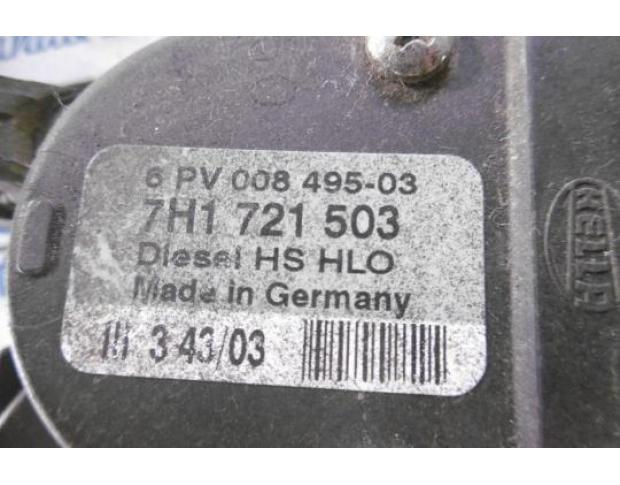 6 PV 008 495-03
7H1 721 503
Diesel HS HLO
Made in Germany
3 43/03
HELLA